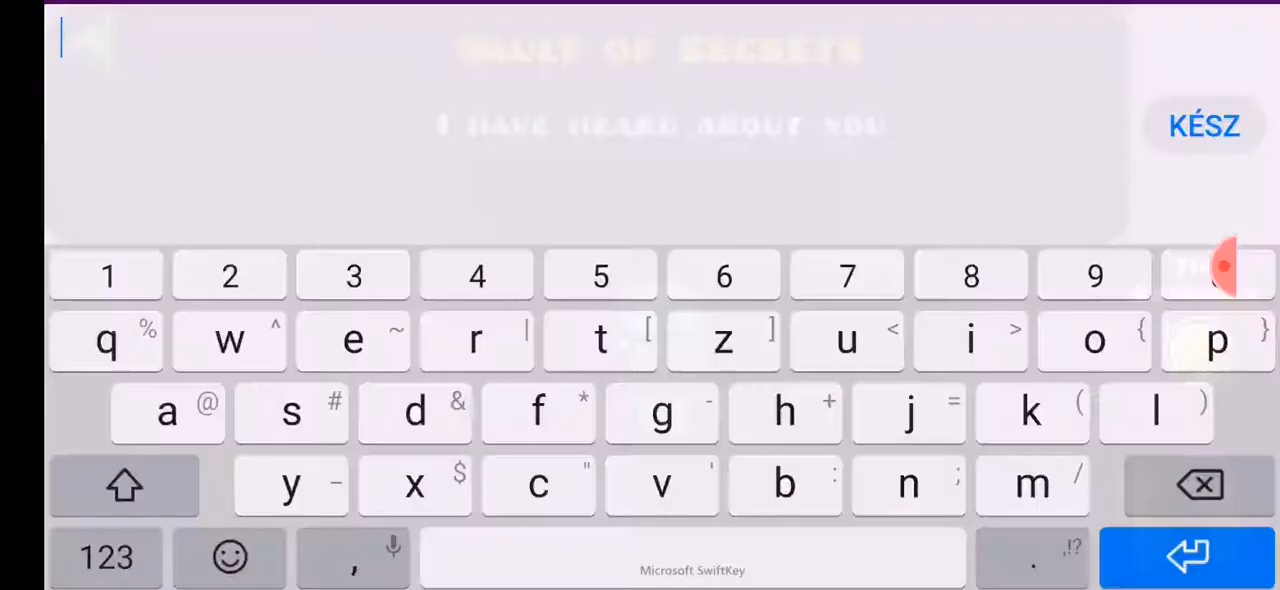 VAULT OF SECRETS
I HAVE HEARD ABOUT YOU
KÉSZ
1 2 3 4 5 6 7 8 9
q % w ^ e ~ r | t [ z ] u < i > o { p }
a @ s # d & f * g - h + j = k ( l )
y _ x $ c " v ' b : n ; m /
123 , . ,!?
Microsoft SwiftKey